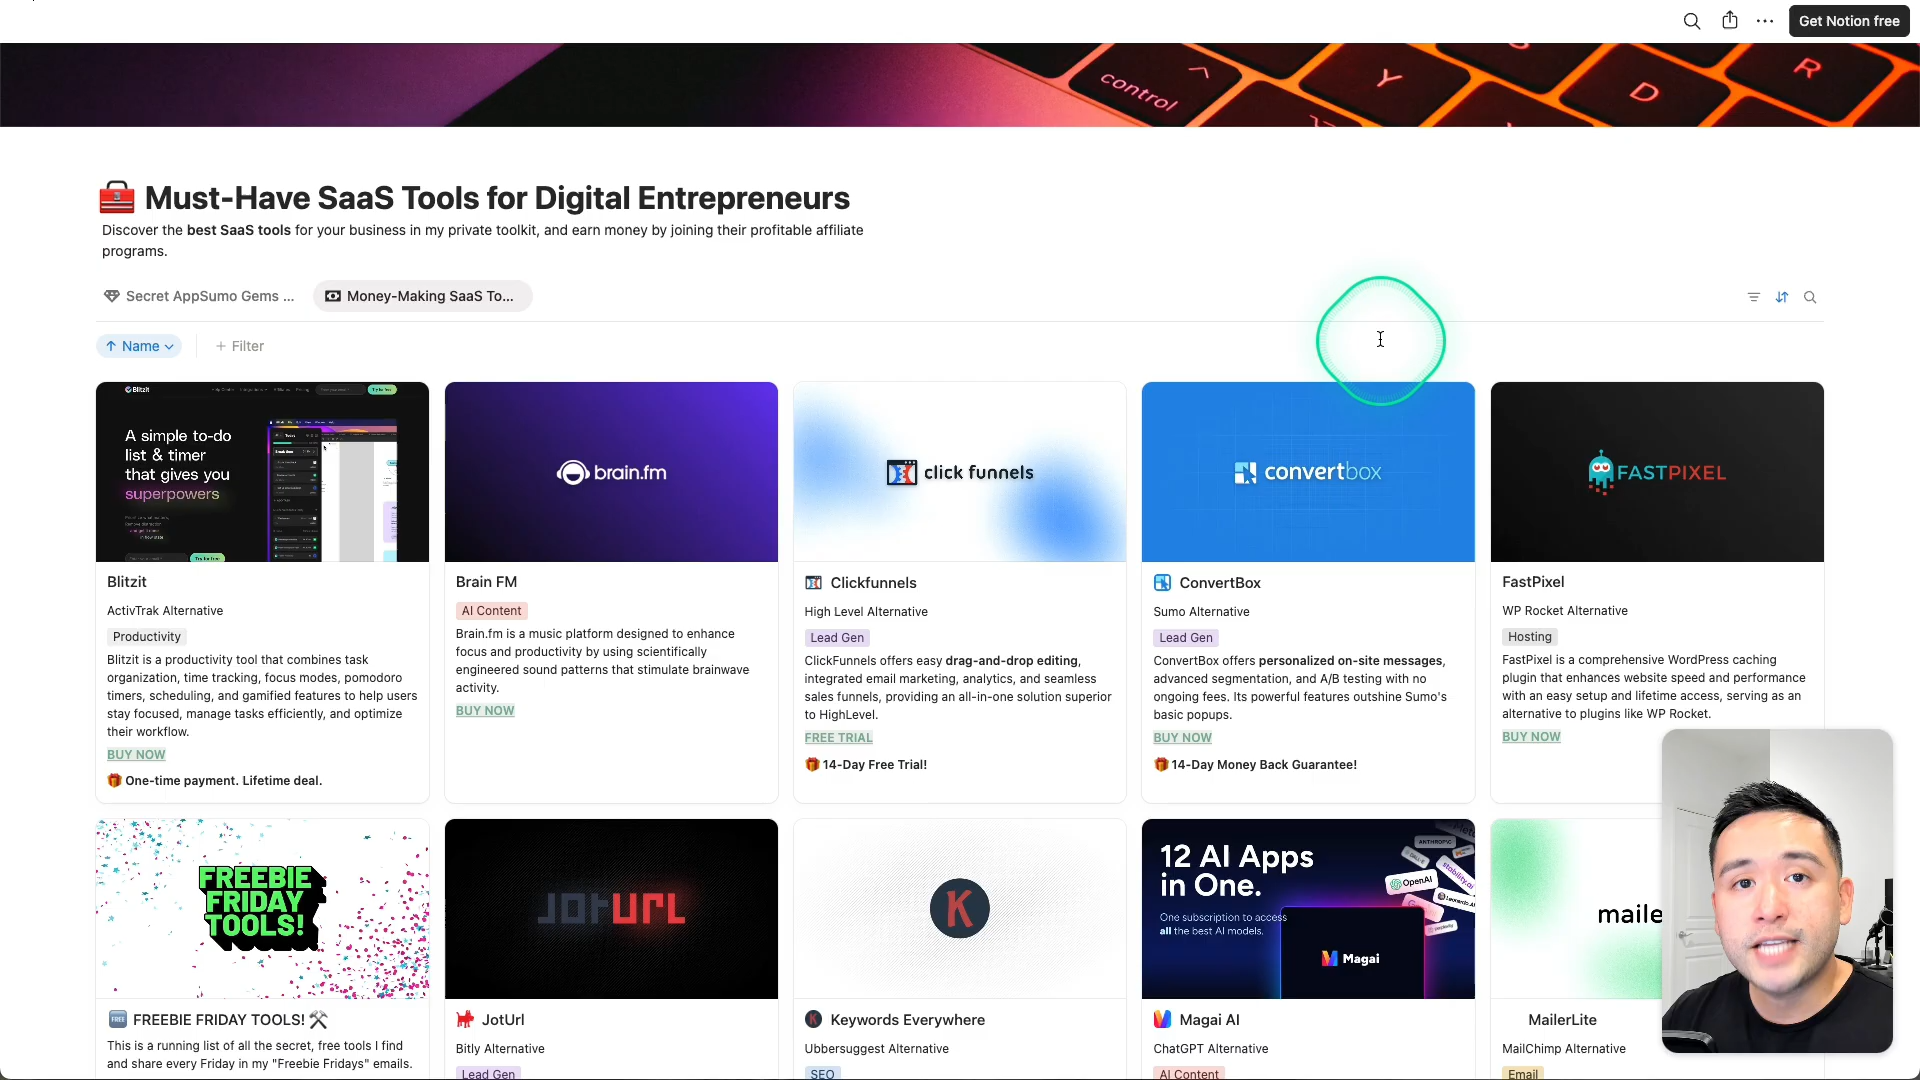 Get Notion free
control
Y
D
R
Must-Have SaaS Tools for Digital Entrepreneurs
Discover the best SaaS tools for your business in my private toolkit, and earn money by joining their profitable affiliate
programs.
Secret AppSumo Gems ...
Money-Making SaaS To...
Name
Filter
Blitzit
A simple to-do
list & timer
that gives you
superpowers
brain.fm
click funnels
convertbox
FASTPIXEL
Blitzit
ActivTrak Alternative
Productivity
Blitzit is a productivity tool that combines task
organization, time tracking, focus modes, pomodoro
timers, scheduling, and gamified features to help users
stay focused, manage tasks efficiently, and optimize
their workflow.
BUY NOW
🎁 One-time payment. Lifetime deal.
Brain FM
AI Content
Brain.fm is a music platform designed to enhance
focus and productivity by using scientifically
engineered sound patterns that stimulate brainwave
activity.
BUY NOW
Clickfunnels
High Level Alternative
Lead Gen
ClickFunnels offers easy drag-and-drop editing,
integrated email marketing, analytics, and seamless
sales funnels, providing an all-in-one solution superior
to HighLevel.
FREE TRIAL
🎁 14-Day Free Trial!
ConvertBox
Sumo Alternative
Lead Gen
ConvertBox offers personalized on-site messages,
advanced segmentation, and A/B testing with no
ongoing fees. Its powerful features outshine Sumo's
basic popups.
BUY NOW
🎁 14-Day Money Back Guarantee!
FastPixel
WP Rocket Alternative
Hosting
FastPixel is a comprehensive WordPress caching
plugin that enhances website speed and performance
with an easy setup and lifetime access, serving as an
alternative to plugins like WP Rocket.
BUY NOW
FREEBIE
FRIDAY
TOOLS!
JotUrl
K
12 AI Apps
in One.
One subscription to access
all the best AI models.
ANTHROPIC
OpenAI
stability.ai
Magai
maile
FREEBIE FRIDAY TOOLS!
This is a running list of all the secret, free tools I find
and share every Friday in my "Freebie Fridays" emails.
JotUrl
Bitly Alternative
Lead Gen
Keywords Everywhere
Ubbersuggest Alternative
SEO
Magai AI
ChatGPT Alternative
AI Content
MailerLite
MailChimp Alternative
Email